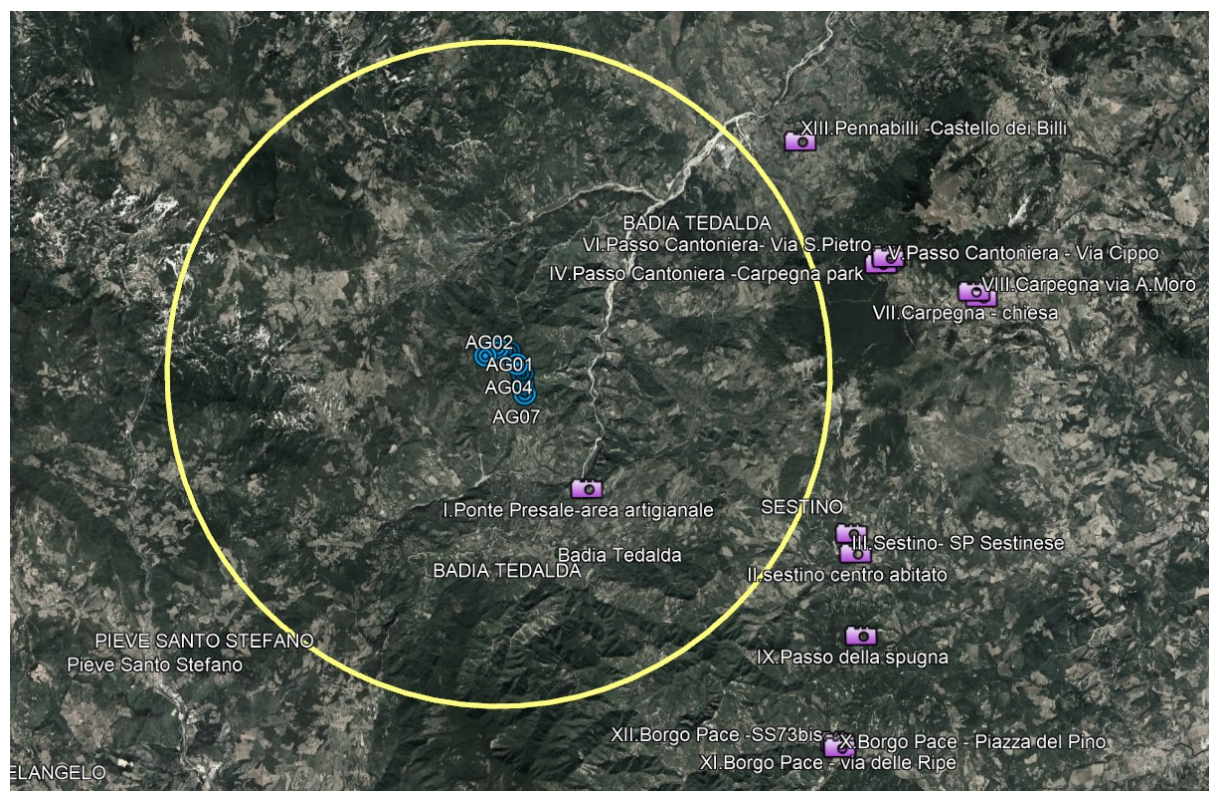 XIII.Pennabilli -Castello dei Billi
BADIA TEDALDA
VI.Passo Cantoniera- Via S.Pietro
V.Passo Cantoniera - Via Cippo
IV.Passo Cantoniera -Carpegna park
VIII.Carpegna via A.Moro
VII.Carpegna - chiesa
AG02
AG01
AG04
AG07
I.Ponte Presale-area artigianale
SESTINO
III.Sestino- SP Sestinese
Badia Tedalda
BADIA TEDALDA
II.sestino centro abitato
PIEVE SANTO STEFANO
Pieve Santo Stefano
IX.Passo della spugna
XII.Borgo Pace -SS73bis
X.Borgo Pace - Piazza del Pino
XI.Borgo Pace - via delle Ripe
ELANGELO